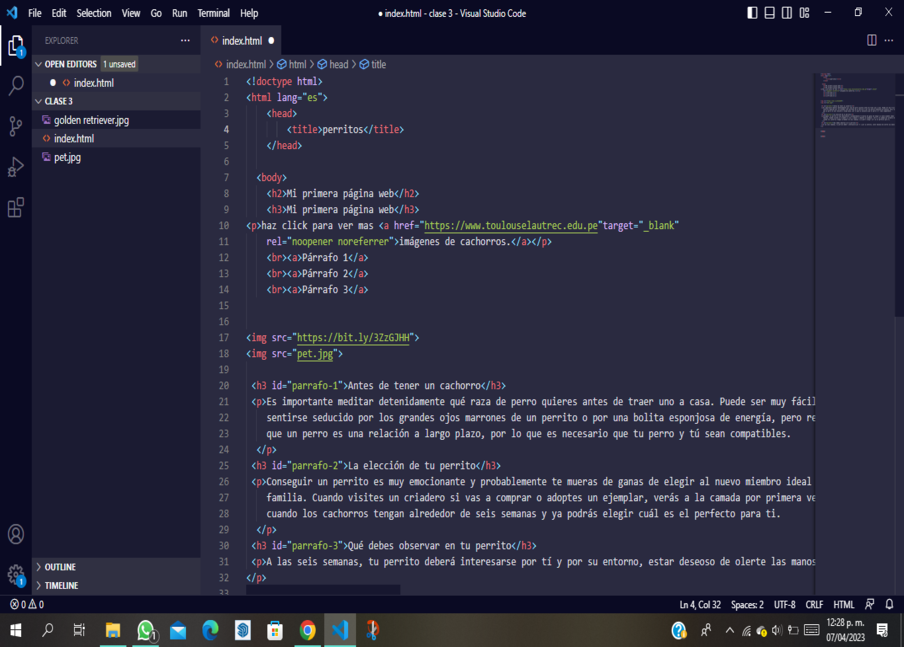 File Edit Selection View Go Run Terminal Help
● index.html - clase 3 - Visual Studio Code
EXPLORER
OPEN EDITORS 1 unsaved
index.html
CLASE 3
golden retriever.jpg
index.html
pet.jpg
OUTLINE
TIMELINE
1
1
index.html
index.html > html > head > title
1 <!doctype html>
2 <html lang="es">
3 <head>
4 <title>perritos</title>
5 </head>
6
7 <body>
8 <h2>Mi primera página web</h2>
9 <h3>Mi primera página web</h3>
10 <p>haz click para ver mas <a href="https://www.toulouselautrec.edu.pe"target="_blank"
11 rel="noopener noreferrer">imágenes de cachorros.</a></p>
12 <br><a>Párrafo 1</a>
13 <br><a>Párrafo 2</a>
14 <br><a>Párrafo 3</a>
15
16
17 <img src="https://bit.ly/3ZzGJHH">
18 <img src="pet.jpg">
19
20 <h3 id="parrafo-1">Antes de tener un cachorro</h3>
21 <p>Es importante meditar detenidamente qué raza de perro quieres antes de traer uno a casa. Puede ser muy fácil
22 sentirse seducido por los grandes ojos marrones de un perrito o por una bolita esponjosa de energía, pero re
23 que un perro es una relación a largo plazo, por lo que es necesario que tu perro y tú sean compatibles.
24 </p>
25 <h3 id="parrafo-2">La elección de tu perrito</h3>
26 <p>Conseguir un perrito es muy emocionante y probablemente te mueras de ganas de elegir al nuevo miembro ideal
27 familia. Cuando visites un criadero si vas a comprar o adoptes un ejemplar, verás a la camada por primera ve
28 cuando los cachorros tengan alrededor de seis semanas y ya podrás elegir cuál es el perfecto para ti.
29 </p>
30 <h3 id="parrafo-3">Qué debes observar en tu perrito</h3>
31 <p>A las seis semanas, tu perrito deberá interesarse por tí y por su entorno, estar deseoso de olerte las manos
32 </p>
33
0 0 Ln 4, Col 32 Spaces: 2 UTF-8 CRLF HTML
1
12:28 p. m.
07/04/2023